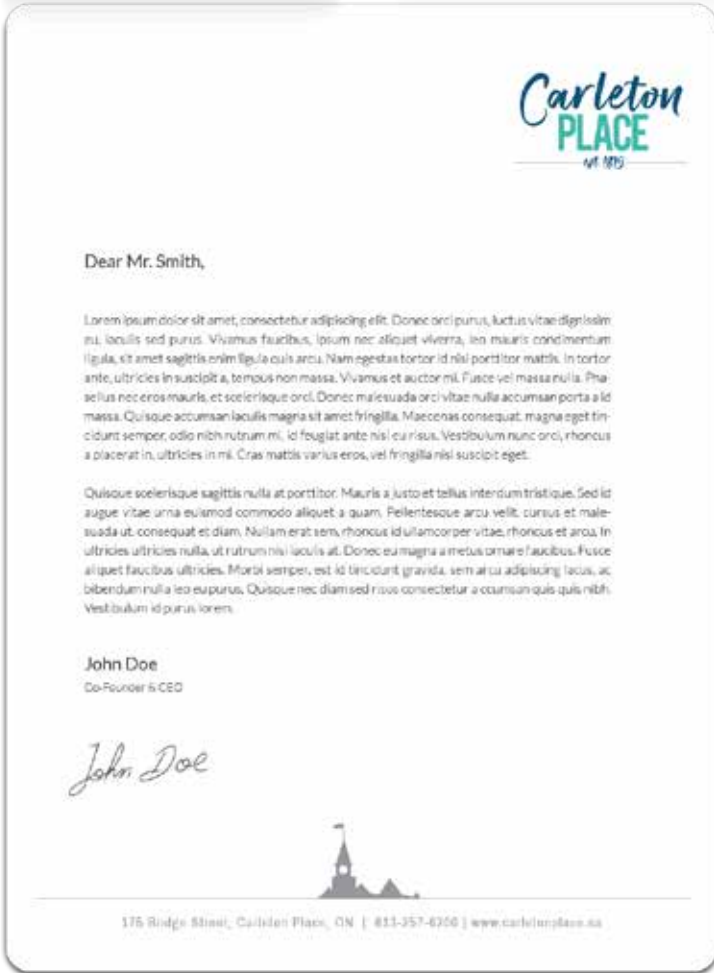 Carleton
PLACE
Dear Mr. Smith,
Lorem ipsum dolor sit amet, consectetur adipiscing elit. Donec orci purus, luctus vitae dignissim
eu, iaculis sed purus. Vivamus faucibus, ipsum nec aliquet viverra, leo mauris condimentum
ligula, sit amet sagittis enim ligula quis arcu. Nam egestas tortor id nisi porttitor mattis. In tortor
ante, ultricies in suscipit a, tempus non massa. Vivamus et auctor mi. Fusce vel massa nulla. Pha-
sellus nec eros mauris, et scelerisque orci. Donec malesuada orci vitae nulla accumsan porta a id
massa. Quisque accumsan iaculis magna sit amet fringilla. Maecenas consequat, magna eget tin-
cidunt semper, odio nibh rutrum mi, id feugiat ante nisi eu risus. Vestibulum nunc orci, rhoncus
a placerat in, ultricies in mi. Cras mattis varius eros, vel fringilla nisi suscipit eget.
Quisque scelerisque sagittis nulla at porttitor. Mauris a justo et tellus interdum tristique. Sed id
augue vitae urna euismod commodo aliquet a quam. Pellentesque arcu velit, cursus et male-
suada ut, consequat et diam. Nullam erat sem, rhoncus id ullamcorper vitae, rhoncus et arcu. In
ultricies ultricies nulla, ut rutrum nisi iaculis at. Donec eu magna a metus ornare faucibus. Fusce
aliquet faucibus ultricies. Morbi semper, est id tincidunt gravida, sem arcu adipiscing lacus, ac
bibendum nulla leo eu purus. Quisque nec diam sed risus consectetur a ccumsan quis quis nibh.
Vestibulum id purus lorem.
John Doe
Co-Founder & CEO
John Doe
175 Bridge Street, Carleton Place, ON | 613-257-6200 | www.carletonplace.ca